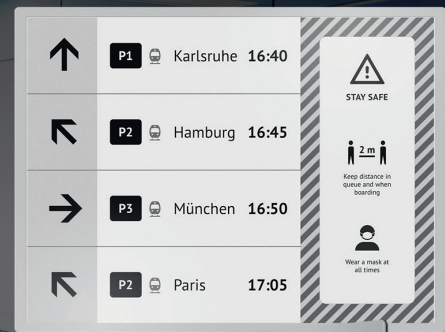 P1 Karlsruhe 16:40
P2 Hamburg 16:45
P3 München 16:50
P2 Paris 17:05
STAY SAFE
2 m
Keep distance in
queue and when
boarding
Wear a mask at
all times